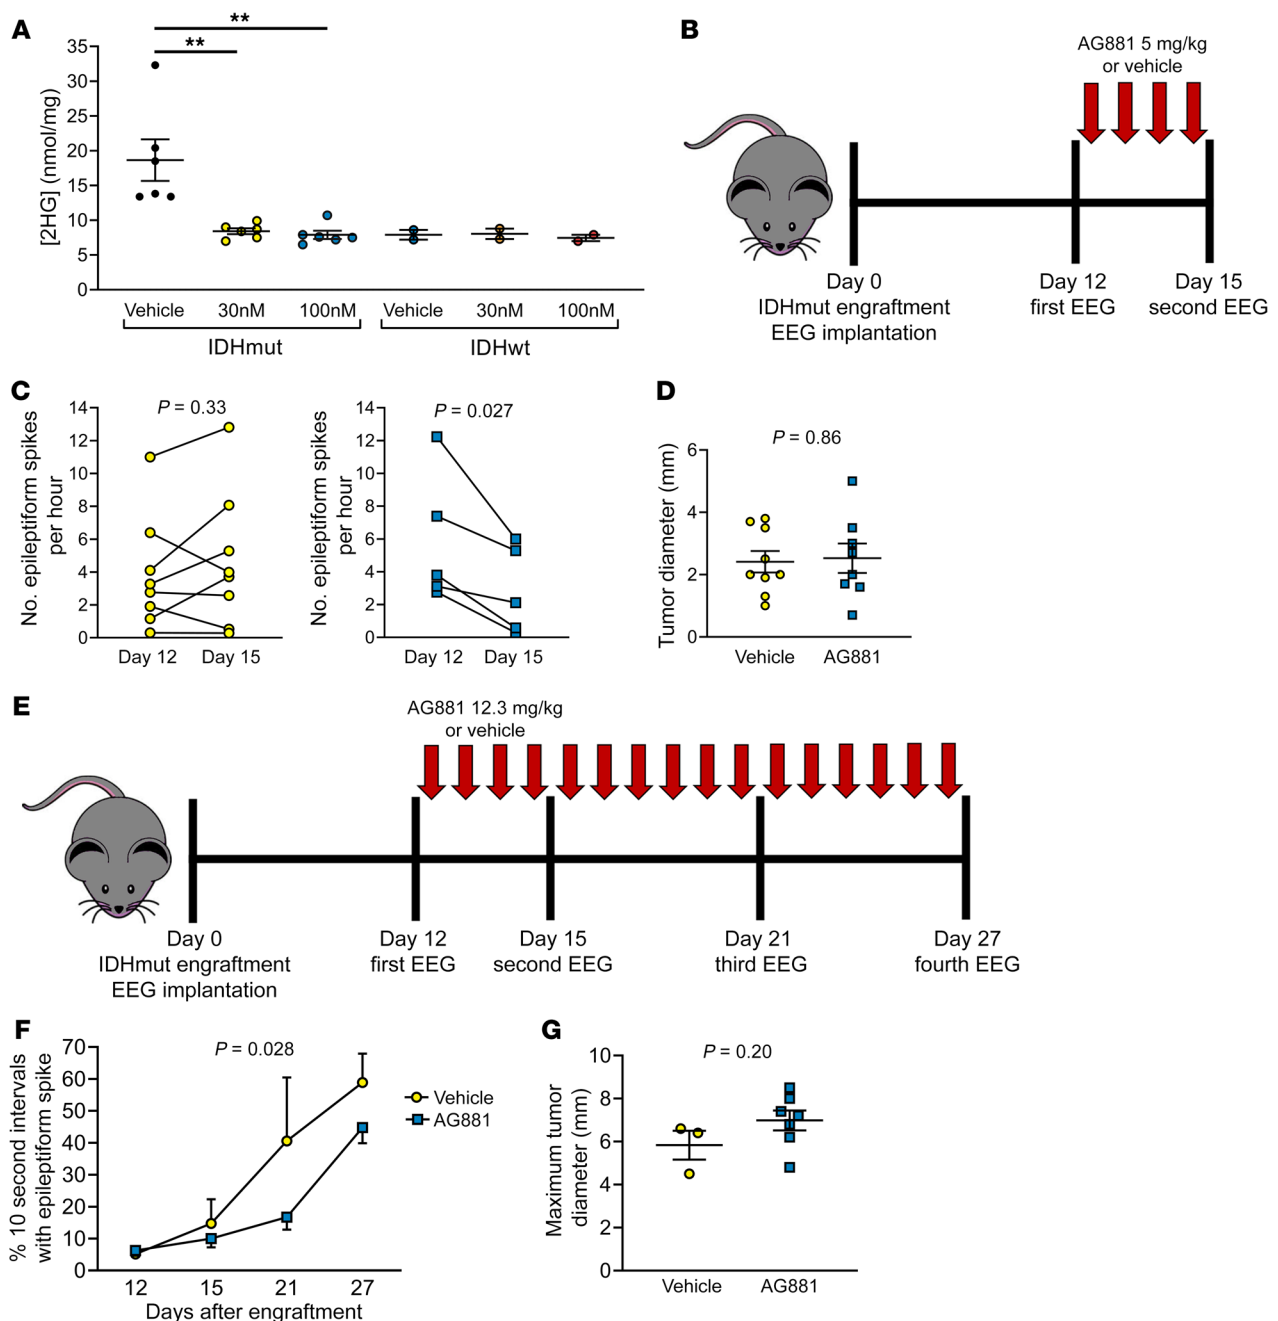 A
**
**
[2HG] (nmol/mg)
35
30
25
20
15
10
5
0
Vehicle 30nM 100nM Vehicle 30nM 100nM
IDHmut IDHwt
B
AG881 5 mg/kg
or vehicle
Day 0
IDHmut engraftment
EEG implantation
Day 12
first EEG
Day 15
second EEG
C
No. epileptiform spikes
per hour
P = 0.33
14
12
10
8
6
4
2
0
Day 12 Day 15
No. epileptiform spikes
per hour
P = 0.027
14
12
10
8
6
4
2
0
Day 12 Day 15
D
Tumor diameter (mm)
P = 0.86
6
4
2
0
Vehicle AG881
E
AG881 12.3 mg/kg
or vehicle
Day 0
IDHmut engraftment
EEG implantation
Day 12
first EEG
Day 15
second EEG
Day 21
third EEG
Day 27
fourth EEG
F
% 10 second intervals
with epileptiform spike
P = 0.028
70
60
50
40
30
20
10
0
12 15 21 27
Days after engraftment
Vehicle
AG881
G
Maximum tumor
diameter (mm)
P = 0.20
10
8
6
4
2
0
Vehicle AG881